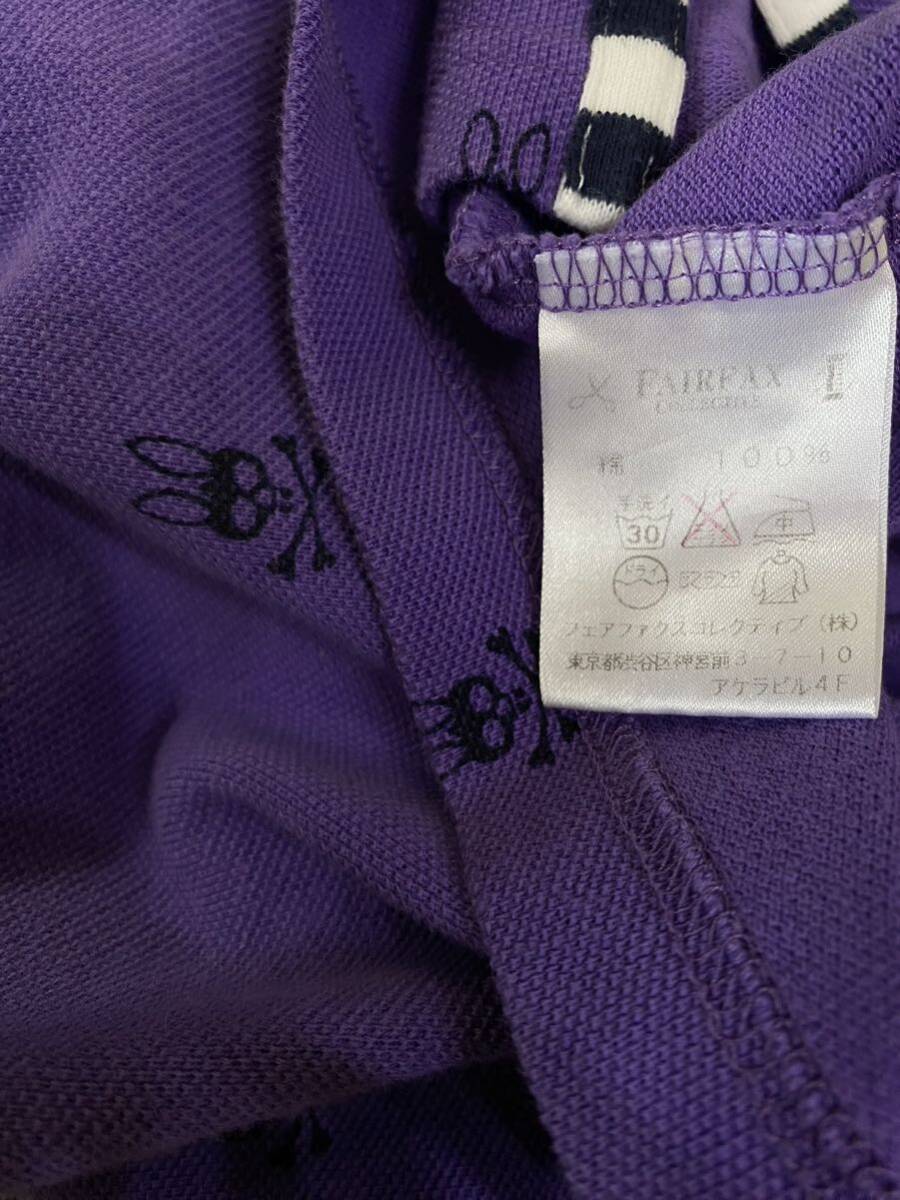 FAIRFAX
COLLECTIVE
綿 100%
手洗イ
30 中
ドライ
フェアファクスコレクティブ(株)
東京都渋谷区神宮前3-7-10
アケラビル4F